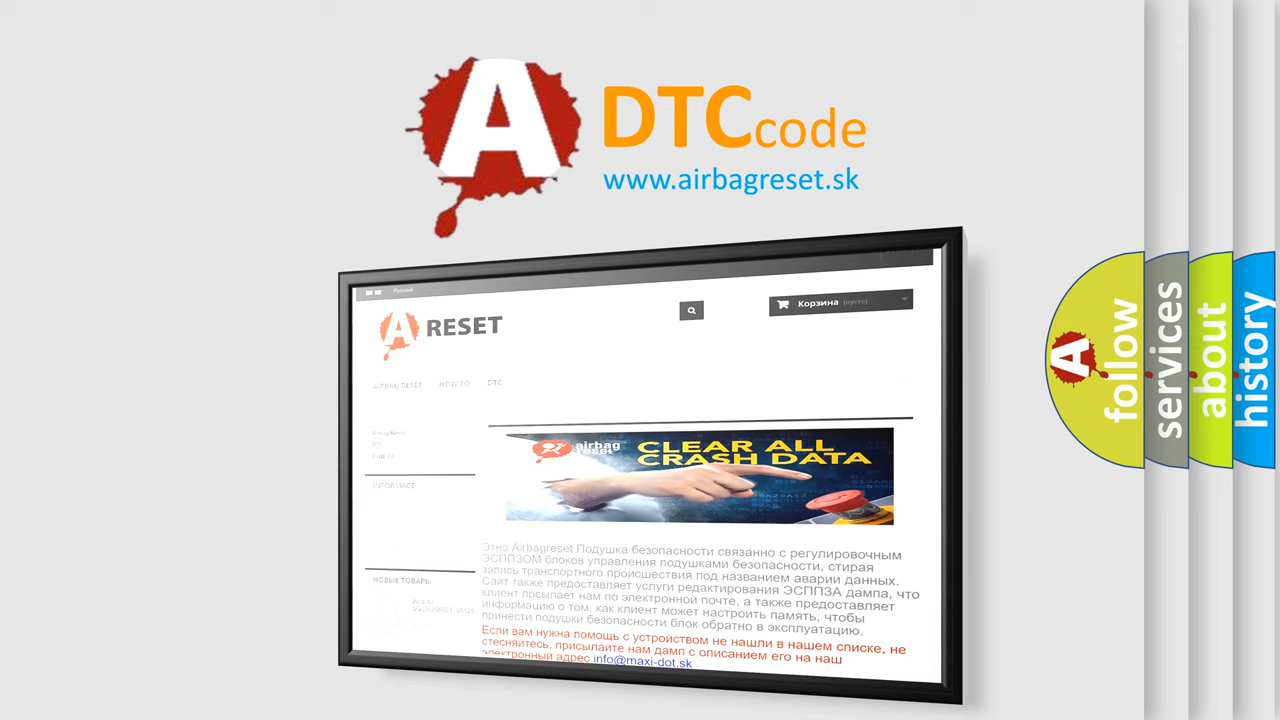 A DTC code
www.airbagreset.sk
Русский
A RESET
Корзина (пусто)
AIRBAG RESET HOW TO DTC
INFORMACE
airbag
reset
CLEAR ALL
CRASH DATA
Этно Airbagreset Подушка безопасности связанно с регулировочным
ЭСППЗОМ блоков управления подушками безопасности, стирая
запись транспортного происшествия под названием аварии данных.
Сайт также предоставляет услуги редактирования ЭСППЗА дампа, что
клиент посылает нам по электронной почте, а также предоставляет
информацию о том, как клиент может настроить память, чтобы
принести подушки безопасности блок обратно в эксплуатацию.
Если вам нужна помощь с устройством не нашли в нашем списке, не
стесняйтесь, присылайте нам дамп с описанием его на наш
электронный адрес info@maxi-dot.sk
НОВЫЕ ТОВАРЫ
A follow
services
about
history